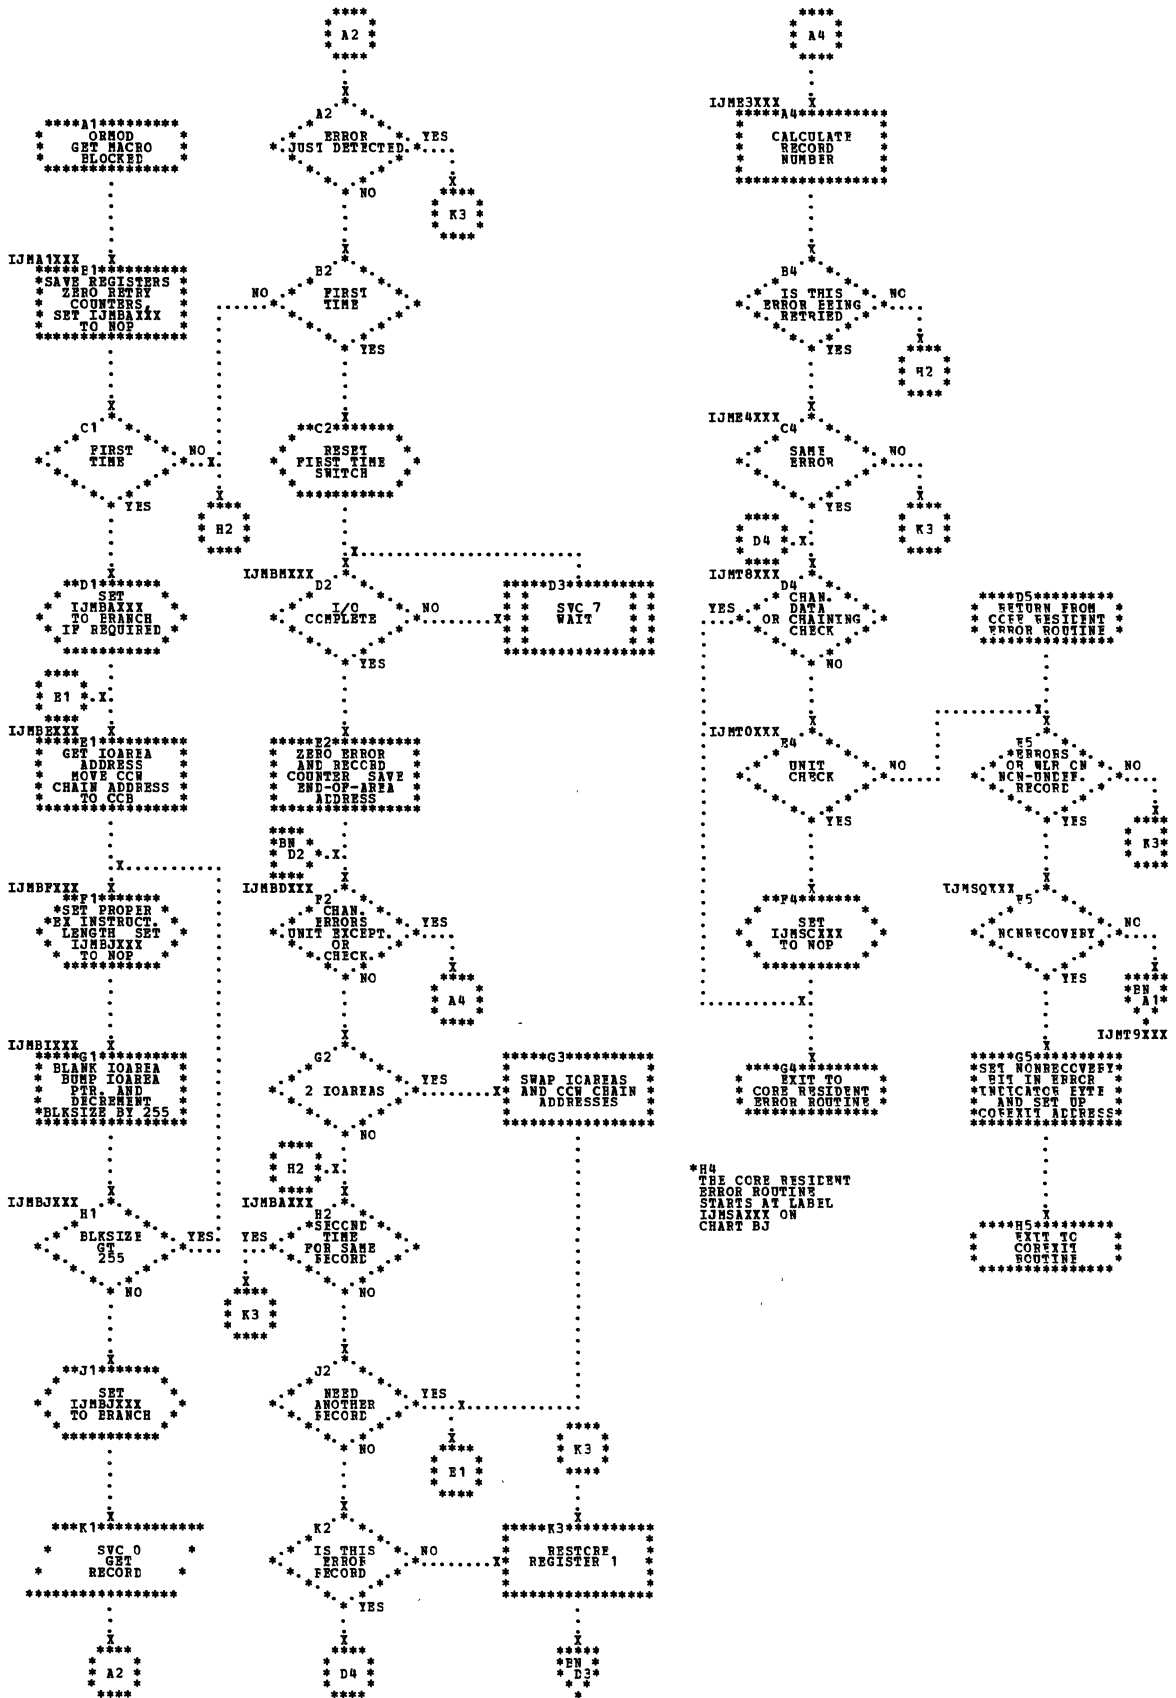 A2
A2
ERROR
JUST DETECTED
YES
NO
K3
A1
ORMOD
GET MACRO
BLOCKED
IJMA1XXX
B1
SAVE REGISTERS
ZERO RETRY
COUNTERS,
SET IJMBAXXX
TO NOP
B2
FIRST
TIME
NO
YES
C1
FIRST
TIME
NO
YES
H2
C2
RESET
FIRST TIME
SWITCH
D1
SET
IJMBAXXX
TO BRANCH
IF REQUIRED
IJMBMXXX
D2
I/O
COMPLETE
NO
YES
D3
SVC 7
WAIT
E1
IJMBEXXX
E1
GET IOAREA
ADDRESS
MOVE CCW
CHAIN ADDRESS
TO CCB
E2
ZERO ERROR
AND RECORD
COUNTER SAVE
END-OF-AREA
ADDRESS
BN
D2
IJMBFXXX
F1
SET PROPER
EX INSTRUCT.
LENGTH SET
IJMBJXXX
TO NOP
IJMBDXXX
F2
CHAN.
ERRORS
UNIT EXCEPT.
OR
CHECK.
YES
NO
A4
IJMBIXXX
G1
BLANK IOAREA
BUMP IOAREA
PTR. AND
DECREMENT
BLKSIZE BY 255
G2
2 IOAREAS
YES
NO
G3
SWAP IOAREAS
AND CCW CHAIN
ADDRESSES
H2
IJMBJXXX
H1
BLKSIZE
GT
255
YES
NO
IJMBAXXX
H2
SECOND
TIME
FOR SAME
RECORD
YES
NO
K3
J1
SET
IJMBJXXX
TO BRANCH
J2
NEED
ANOTHER
RECORD
YES
NO
E1
K3
K1
SVC 0
GET
RECORD
K2
IS THIS
ERROR
RECORD
NO
YES
K3
RESTORE
REGISTER 1
A2
D4
BN
D3
A4
IJME3XXX
A4
CALCULATE
RECORD
NUMBER
B4
IS THIS
ERROR BEING
RETRIED
NO
YES
H2
IJME4XXX
C4
SAME
ERROR
NO
YES
K3
D4
IJMT8XXX
D4
CHAN.
DATA
OR CHAINING
CHECK
YES
NO
D5
RETURN FROM
CORE RESIDENT
ERROR ROUTINE
IJMT0XXX
E4
UNIT
CHECK
NO
YES
E5
ERRORS
OR WLR ON
NON-UNDEF.
RECORD
NO
YES
K3
F4
SET
IJMSCXXX
TO NOP
IJMSQXXX
F5
NONRECOVERY
NO
YES
BN
A1
IJMT9XXX
G4
EXIT TO
CORE RESIDENT
ERROR ROUTINE
G5
SET NONRECOVERY
BIT IN ERROR
INDICATOR BYTE
AND SET UP
COREXIT ADDRESS
*H4
THE CORE RESIDENT
ERROR ROUTINE
STARTS AT LABEL
IJMSAXXX ON
CHART BJ
H5
EXIT TO
COREXIT
ROUTINE